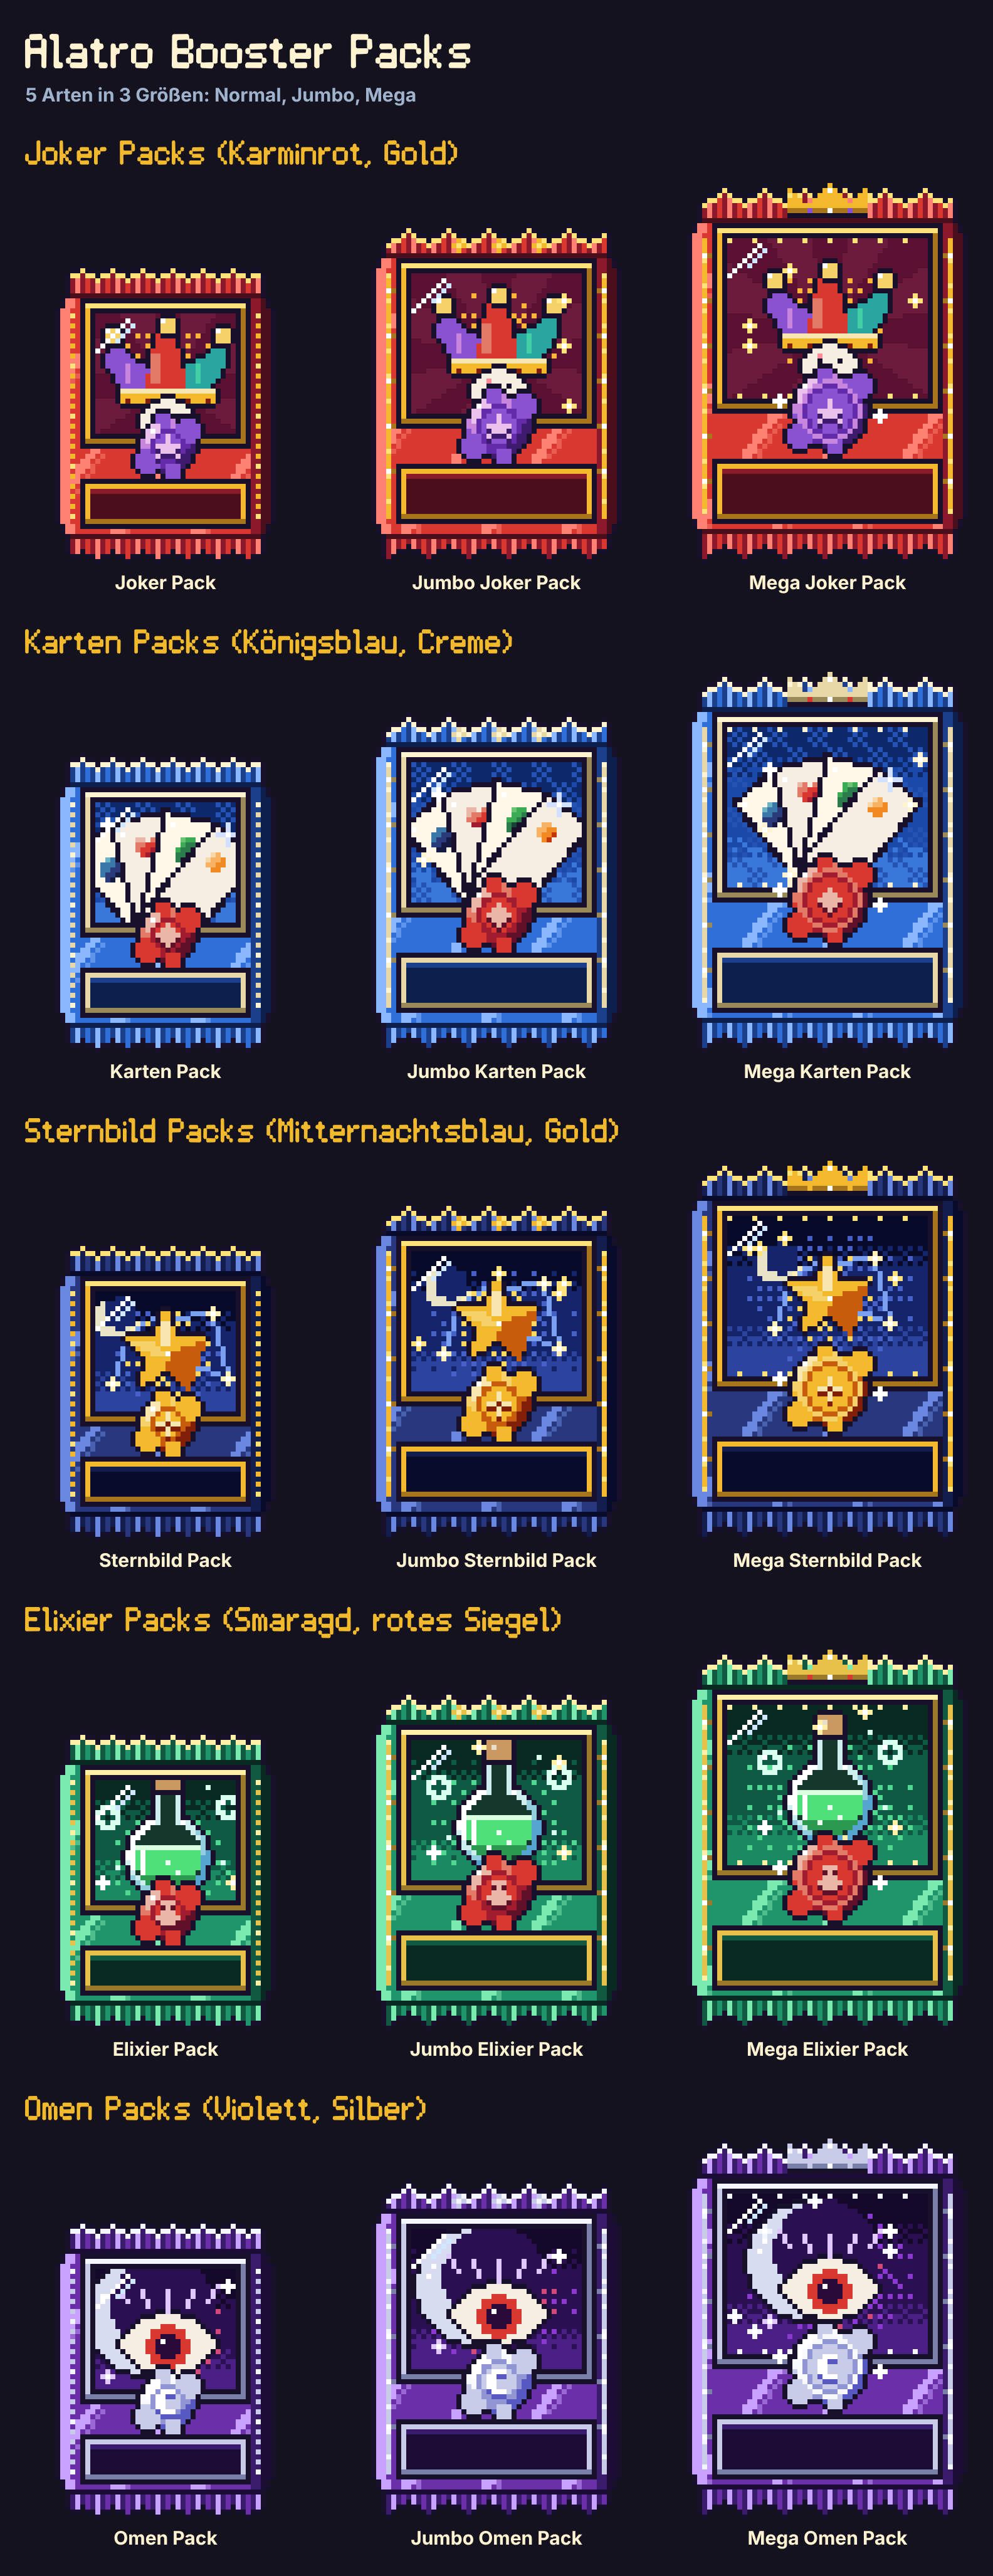 Alatro Booster Packs
5 Arten in 3 Größen: Normal, Jumbo, Mega
Joker Packs (Karminrot, Gold)
Joker Pack
Jumbo Joker Pack
Mega Joker Pack
Karten Packs (Königsblau, Creme)
Karten Pack
Jumbo Karten Pack
Mega Karten Pack
Sternbild Packs (Mitternachtsblau, Gold)
Sternbild Pack
Jumbo Sternbild Pack
Mega Sternbild Pack
Elixier Packs (Smaragd, rotes Siegel)
Elixier Pack
Jumbo Elixier Pack
Mega Elixier Pack
Omen Packs (Violett, Silber)
Omen Pack
Jumbo Omen Pack
Mega Omen Pack